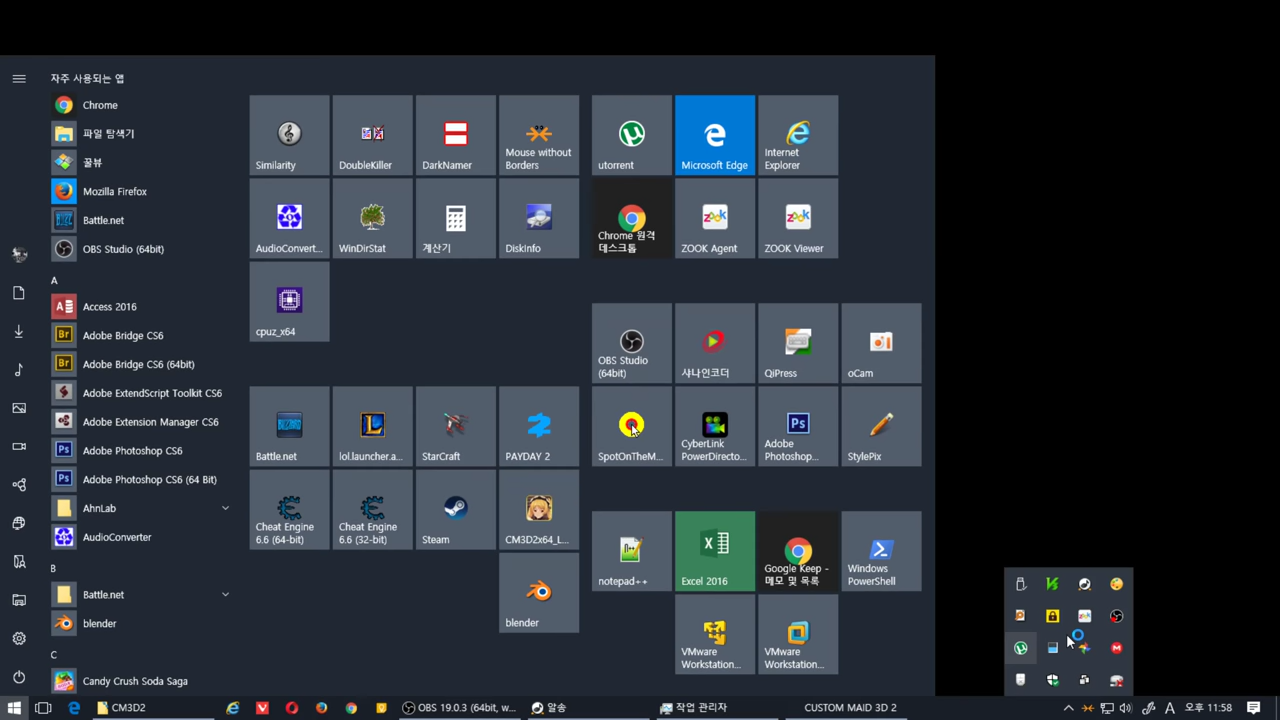 자주 사용되는 앱
Chrome
파일 탐색기
꿀뷰
Mozilla Firefox
Battle.net
OBS Studio (64bit)
A
Access 2016
Adobe Bridge CS6
Adobe Bridge CS6 (64bit)
Adobe ExtendScript Toolkit CS6
Adobe Extension Manager CS6
Adobe Photoshop CS6
Adobe Photoshop CS6 (64 Bit)
AhnLab
AudioConverter
B
Battle.net
blender
C
Candy Crush Soda Saga
Similarity
DoubleKiller
DarkNamer
Mouse without
Borders
AudioConvert...
WinDirStat
계산기
DiskInfo
cpuz_x64
Battle.net
lol.launcher.a...
StarCraft
PAYDAY 2
Cheat Engine
6.6 (64-bit)
Cheat Engine
6.6 (32-bit)
Steam
CM3D2x64_L...
blender
utorrent
Microsoft Edge
Internet
Explorer
Chrome 원격
데스크톱
ZOOK Agent
ZOOK Viewer
OBS Studio
(64bit)
샤나인코더
QiPress
oCam
SpotOnTheM...
CyberLink
PowerDirecto...
Adobe
Photoshop...
StylePix
notepad++
Excel 2016
Google Keep -
메모 및 목록
Windows
PowerShell
VMware
Workstation...
VMware
Workstation...
CM3D2
OBS 19.0.3 (64bit, w...
알송
작업 관리자
CUSTOM MAID 3D 2
A
오후 11:58